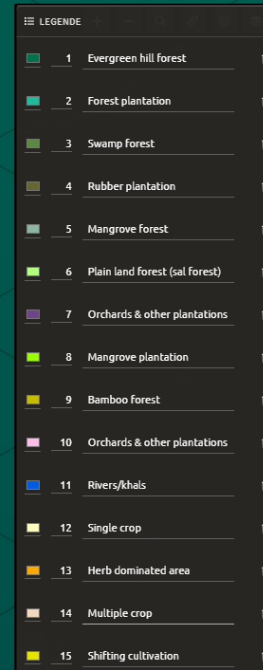 LEGENDE
1 Evergreen hill forest
2 Forest plantation
3 Swamp forest
4 Rubber plantation
5 Mangrove forest
6 Plain land forest (sal forest)
7 Orchards & other plantations
8 Mangrove plantation
9 Bamboo forest
10 Orchards & other plantations
11 Rivers/khals
12 Single crop
13 Herb dominated area
14 Multiple crop
15 Shifting cultivation